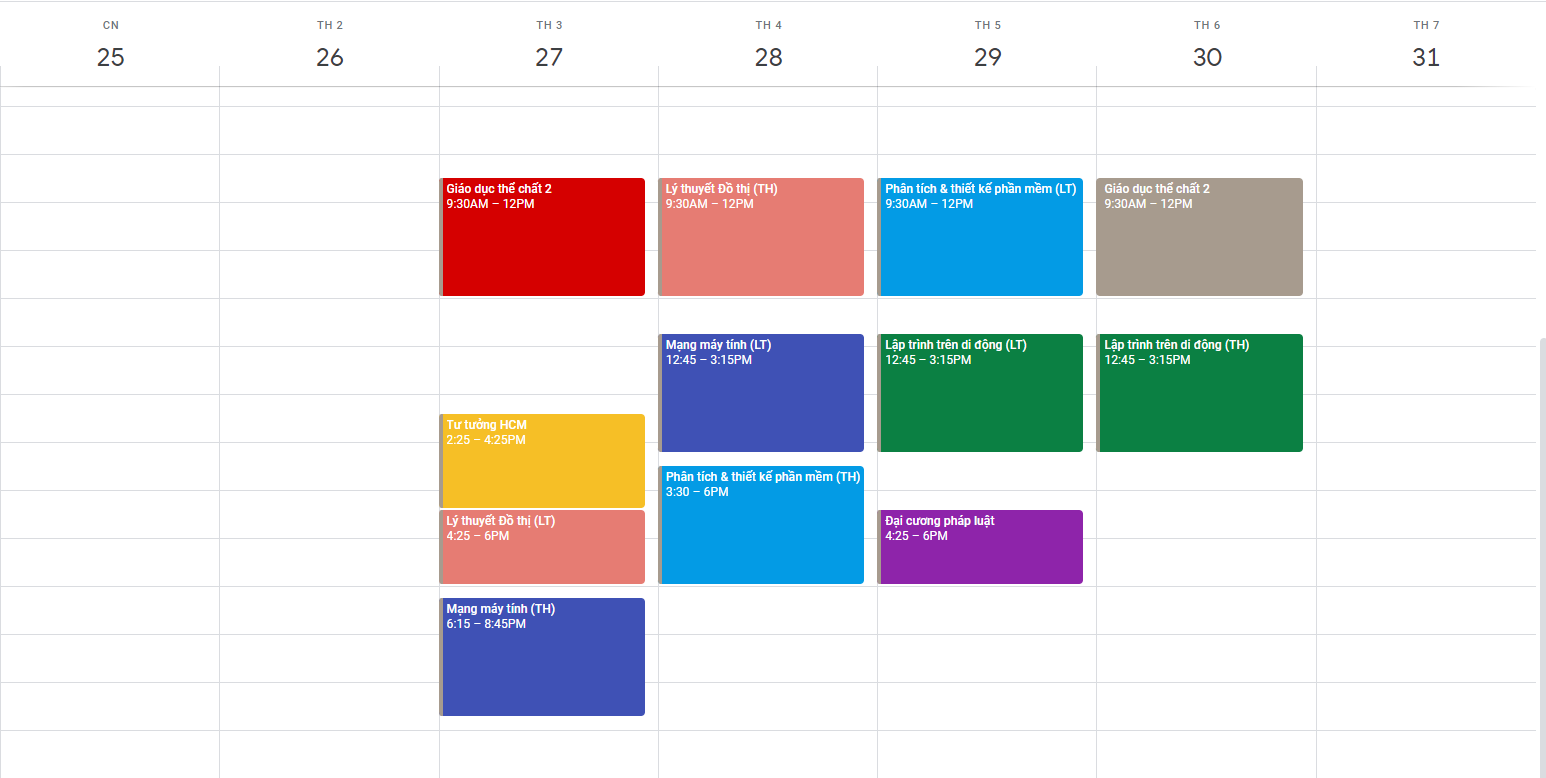 CN
25
TH 2
26
TH 3
27
TH 4
28
TH 5
29
TH 6
30
TH 7
31
Giáo dục thể chất 2
9:30AM – 12PM
Tư tưởng HCM
2:25 – 4:25PM
Lý thuyết Đồ thị (LT)
4:25 – 6PM
Mạng máy tính (TH)
6:15 – 8:45PM
Lý thuyết Đồ thị (TH)
9:30AM – 12PM
Mạng máy tính (LT)
12:45 – 3:15PM
Phân tích & thiết kế phần mềm (TH)
3:30 – 6PM
Phân tích & thiết kế phần mềm (LT)
9:30AM – 12PM
Lập trình trên di động (LT)
12:45 – 3:15PM
Đại cương pháp luật
4:25 – 6PM
Giáo dục thể chất 2
9:30AM – 12PM
Lập trình trên di động (TH)
12:45 – 3:15PM